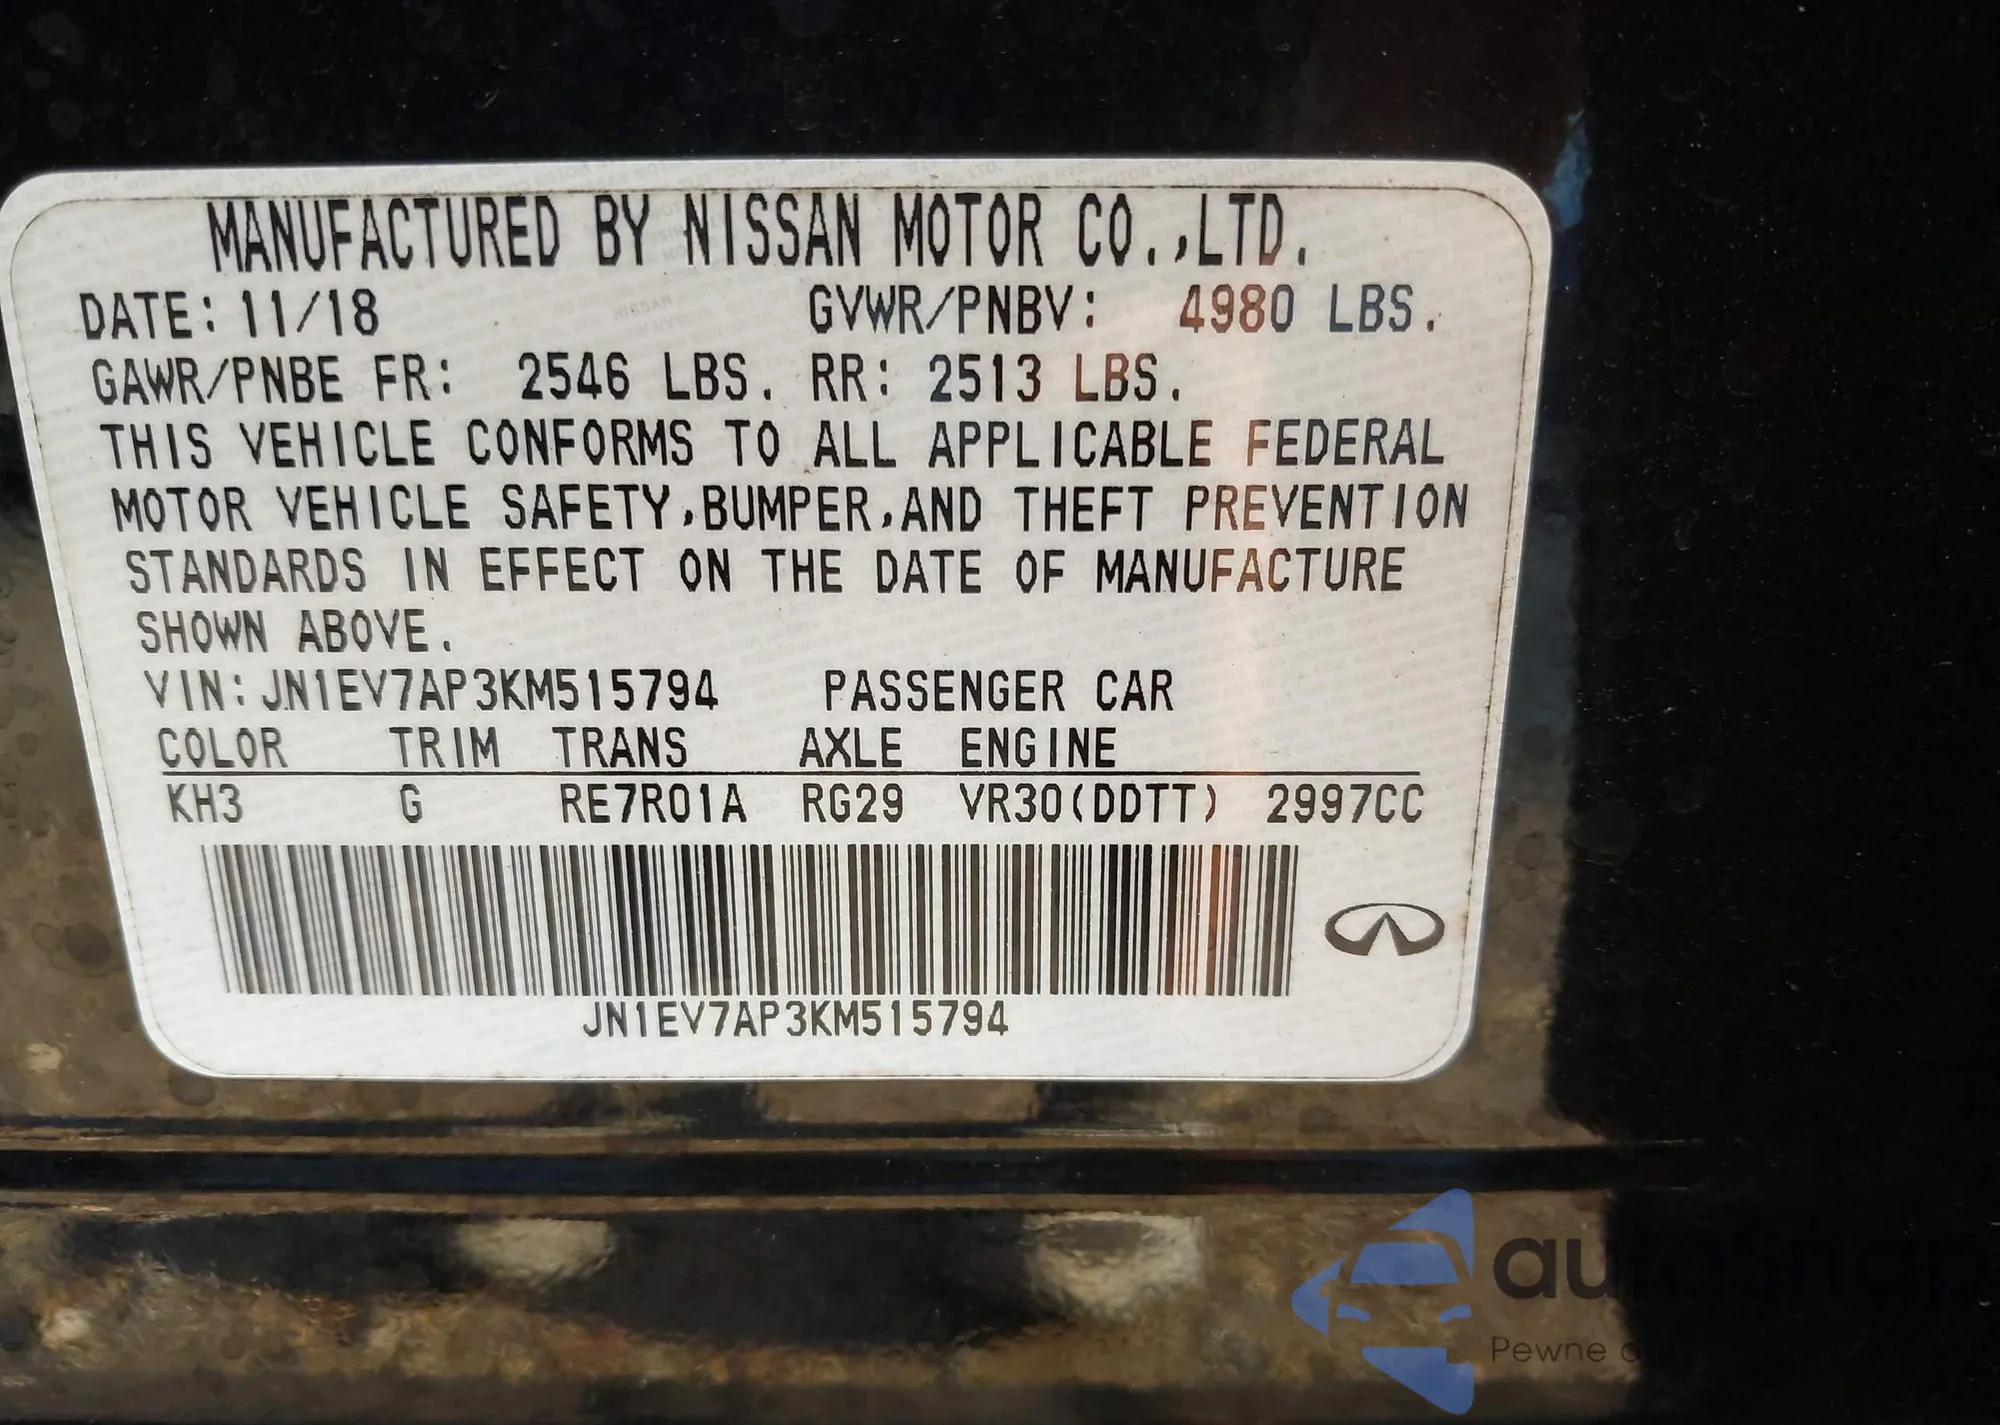 MANUFACTURED BY NISSAN MOTOR CO.,LTD.
DATE: 11/18 GVWR/PNBV: 4980 LBS.
GAWR/PNBE FR: 2546 LBS. RR: 2513 LBS.
THIS VEHICLE CONFORMS TO ALL APPLICABLE FEDERAL
MOTOR VEHICLE SAFETY,BUMPER,AND THEFT PREVENTION
STANDARDS IN EFFECT ON THE DATE OF MANUFACTURE
SHOWN ABOVE.
VIN: JN1EV7AP3KM515794 PASSENGER CAR
COLOR TRIM TRANS AXLE ENGINE
KH3 G RE7R01A RG29 VR30(DDTT) 2997CC
JN1EV7AP3KM515794
Pewne